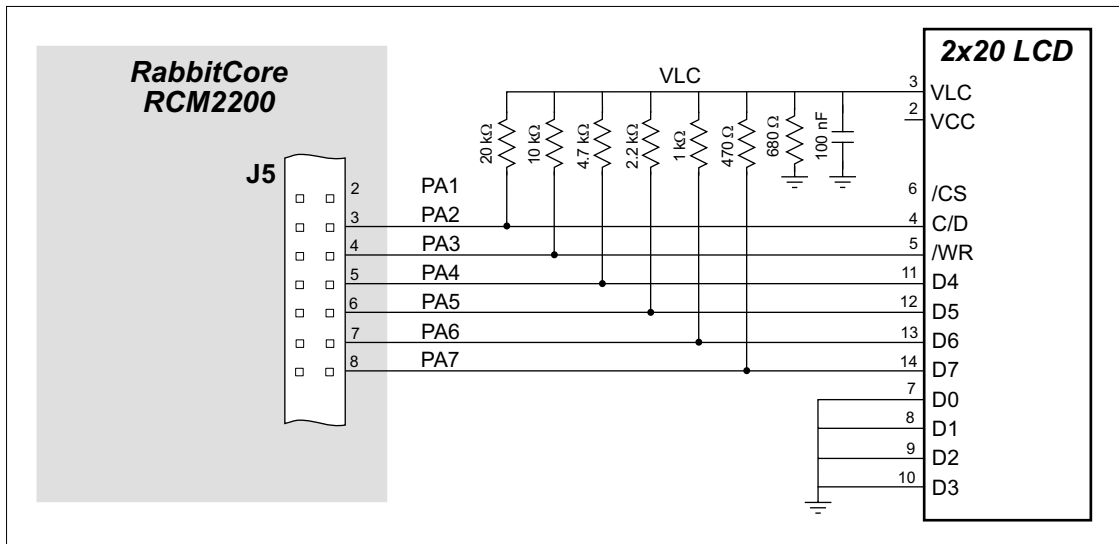 RabbitCore
RCM2200
J5
2
3
4
5
6
7
8
PA1
PA2
PA3
PA4
PA5
PA6
PA7
VLC
20 kΩ
10 kΩ
4.7 kΩ
2.2 kΩ
1 kΩ
470 Ω
680 Ω
100 nF
2x20 LCD
3 VLC
2 VCC
6 /CS
4 C/D
5 /WR
11 D4
12 D5
13 D6
14 D7
7 D0
8 D1
9 D2
10 D3